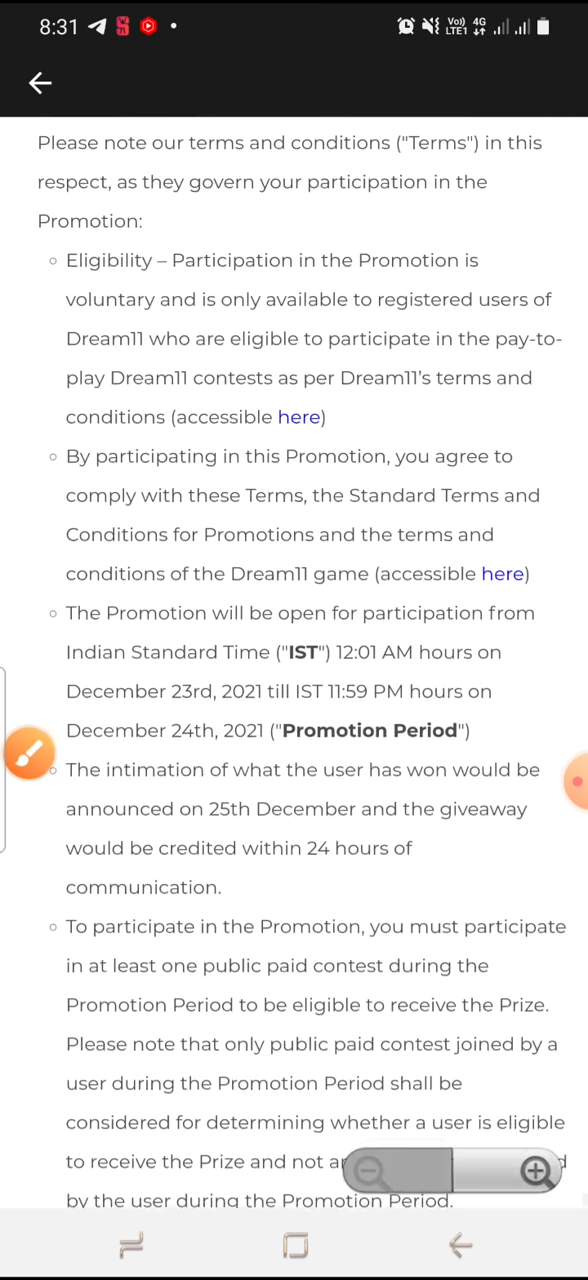 8:31
Vo)) 4G
LTE1
Please note our terms and conditions ("Terms") in this
respect, as they govern your participation in the
Promotion:
Eligibility – Participation in the Promotion is
voluntary and is only available to registered users of
Dream11 who are eligible to participate in the pay-to-
play Dream11 contests as per Dream11's terms and
conditions (accessible here)
By participating in this Promotion, you agree to
comply with these Terms, the Standard Terms and
Conditions for Promotions and the terms and
conditions of the Dream11 game (accessible here)
The Promotion will be open for participation from
Indian Standard Time ("IST") 12:01 AM hours on
December 23rd, 2021 till IST 11:59 PM hours on
December 24th, 2021 ("Promotion Period")
The intimation of what the user has won would be
announced on 25th December and the giveaway
would be credited within 24 hours of
communication.
To participate in the Promotion, you must participate
in at least one public paid contest during the
Promotion Period to be eligible to receive the Prize.
Please note that only public paid contest joined by a
user during the Promotion Period shall be
considered for determining whether a user is eligible
to receive the Prize and not
by the user during the Promotion Period.